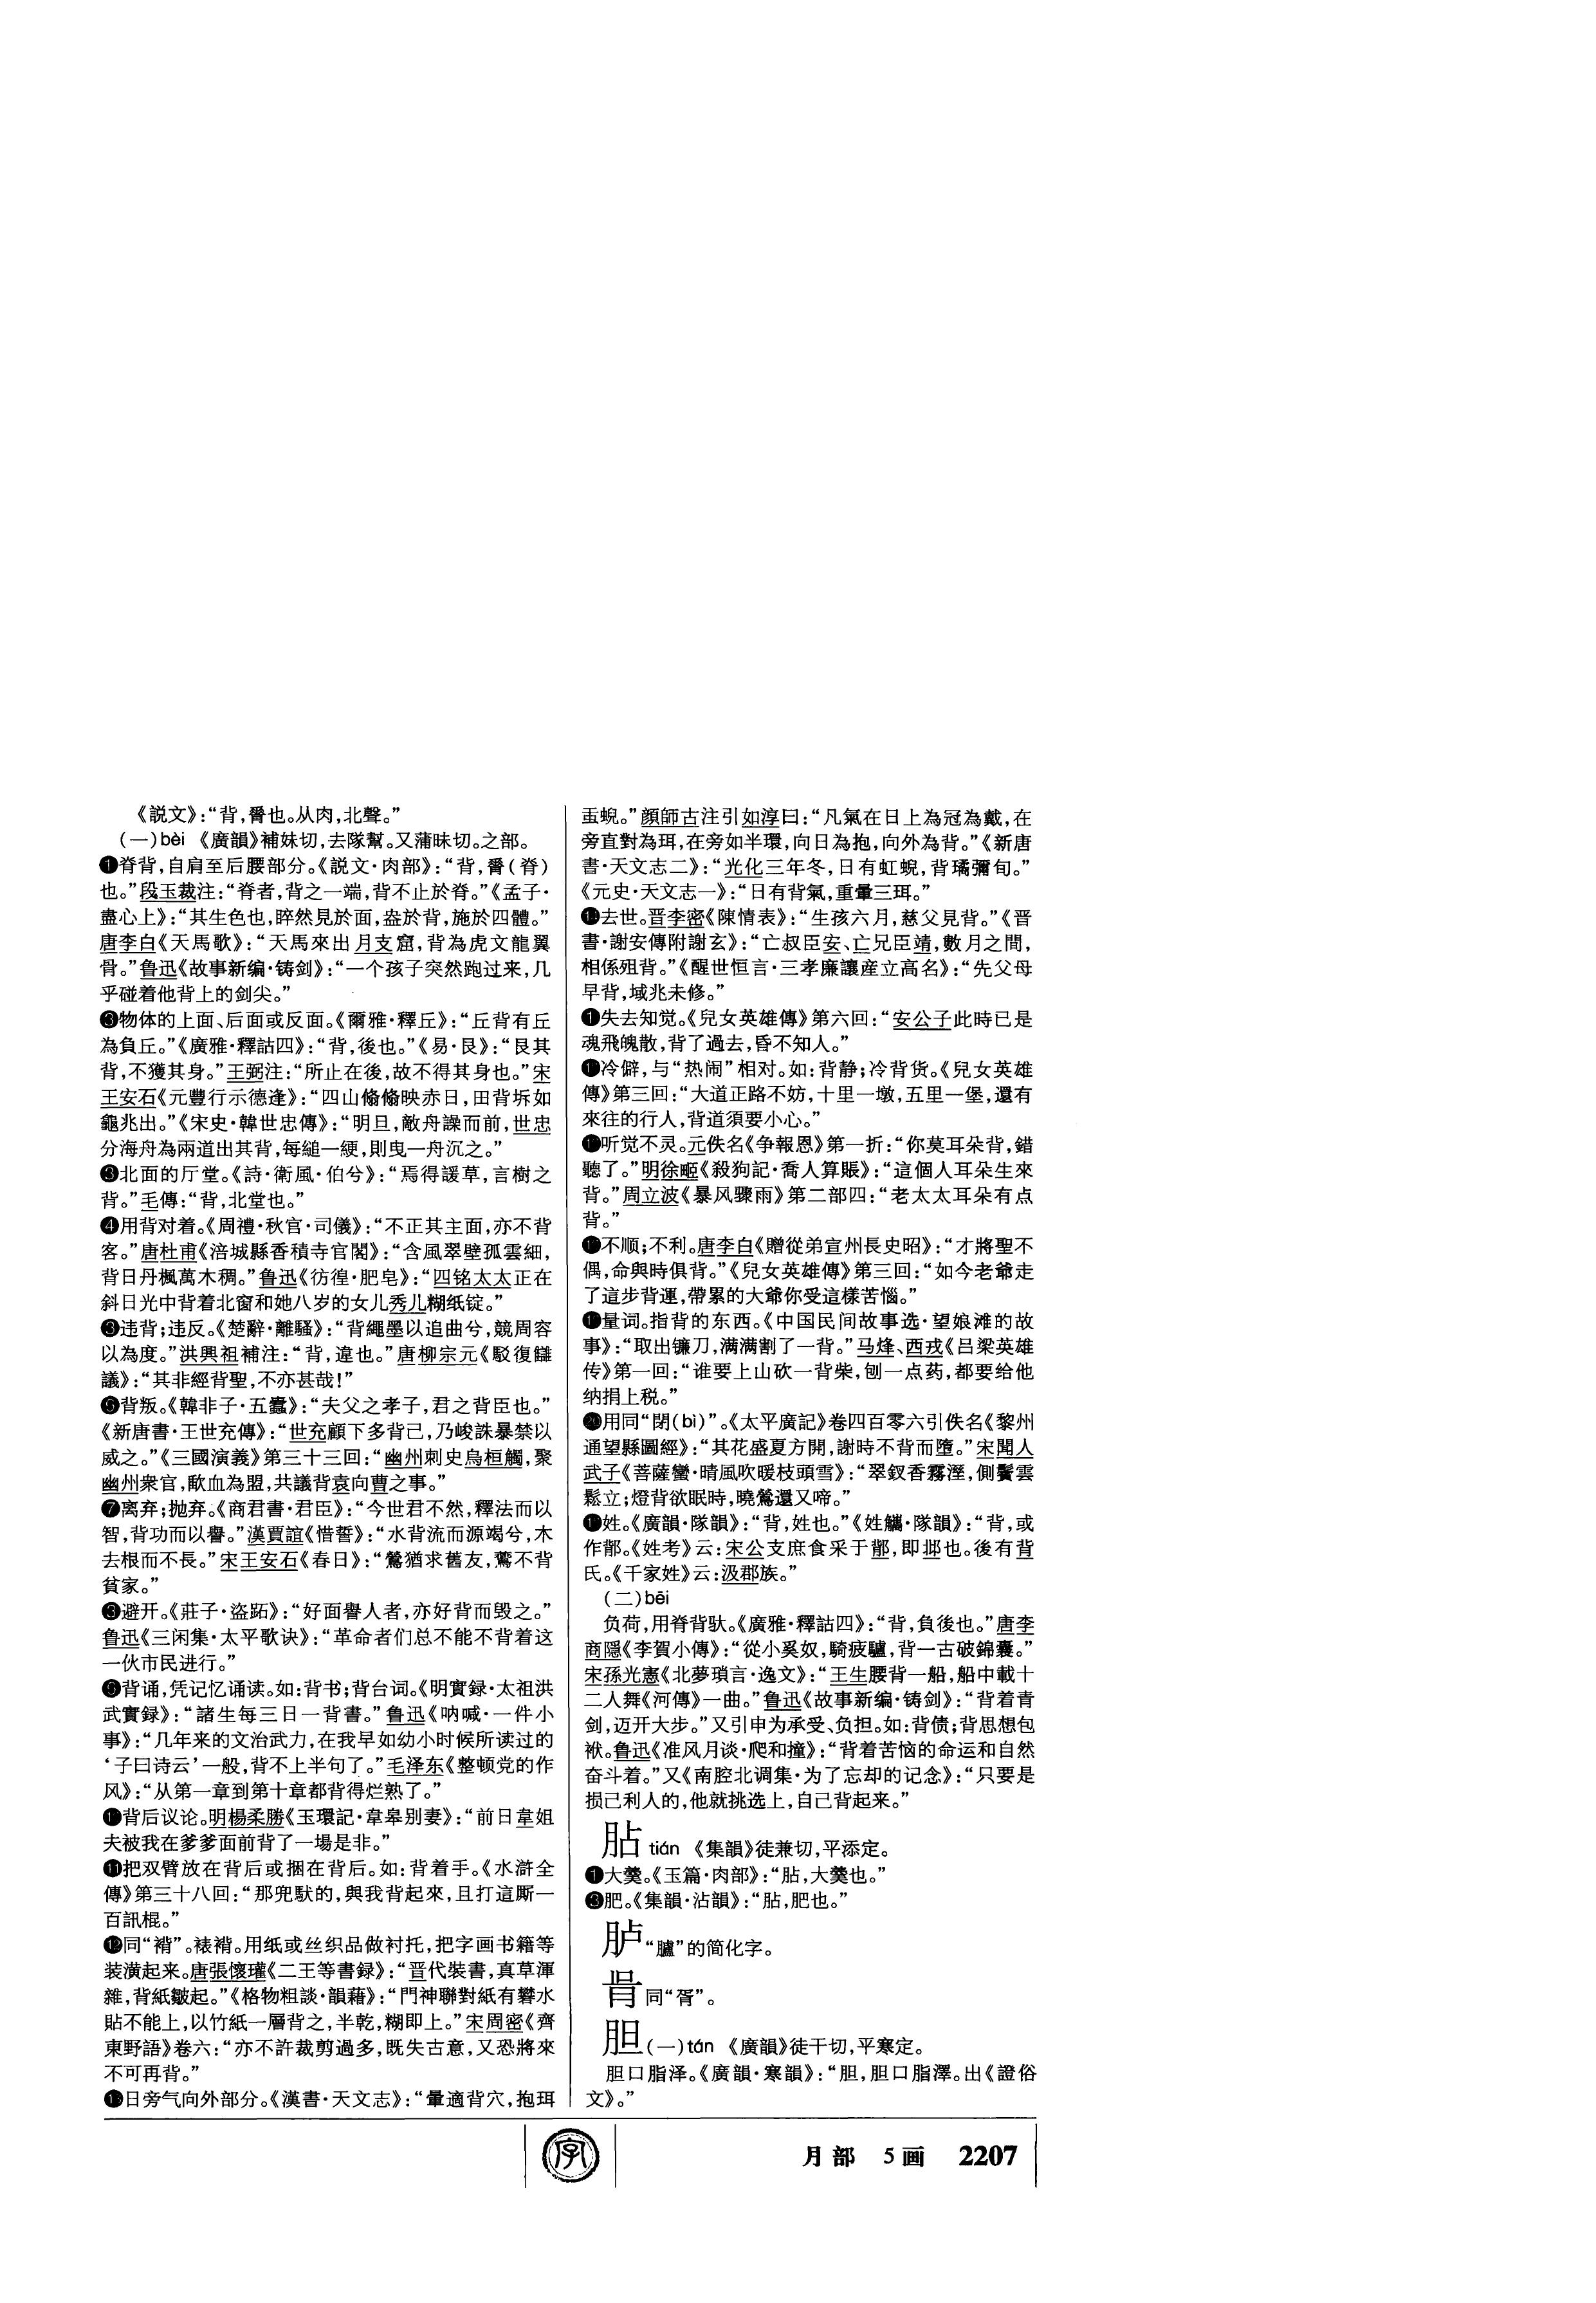 《説文》：“背，𦟝也。从肉，北聲。”
（一）bèi 《廣韻》補妹切，去隊幫。又蒲昧切。之部。
❶脊背，自肩至后腰部分。《説文·肉部》：“背，𦟝（脊）
也。”段玉裁注：“脊者，背之一端，背不止於脊。”《孟子·
盡心上》：“其生色也，睟然見於面，盎於背，施於四體。”
唐李白《天馬歌》：“天馬來出月支窟，背為虎文龍翼
骨。”鲁迅《故事新编·铸剑》：“一个孩子突然跑过来，几
乎碰着他背上的剑尖。”
物体的上面、后面或反面。《爾雅·釋丘》：“丘背有丘
為負丘。”《廣雅·釋詁四》：“背，後也。”《易·艮》：“艮其
背，不獲其身。”王弼注：“所止在後，故不得其身也。”宋
王安石《元豐行示德逢》：“四山翛翛映赤日，田背坼如
龜兆出。”《宋史·韓世忠傳》：“明旦，敵舟譟而前，世忠
分海舟為兩道出其背，每縋一綆，則曳一舟沉之。”
❸北面的厅堂。《詩·衛風·伯兮》：“焉得諼草，言樹之
背。”毛傳：“背，北堂也。”
❹用背对着。《周禮·秋官·司儀》：“不正其主面，亦不背
客。”唐杜甫《涪城縣香積寺官閣》：“含風翠壁孤雲細，
背日丹楓萬木稠。”鲁迅《彷徨·肥皂》：“四铭太太正在
斜日光中背着北窗和她八岁的女儿秀儿糊纸锭。”
违背；违反。《楚辭·離騷》：“背繩墨以追曲兮，競周容
以為度。”洪興祖補注：“背，違也。”唐柳宗元《駁復讎
議》：“其非經背聖，不亦甚哉！”
背叛。《韓非子·五蠹》：“夫父之孝子，君之背臣也。”
《新唐書·王世充傳》：“世充顧下多背己，乃峻誅暴禁以
威之。”《三國演義》第三十三回：“幽州刺史烏桓觸，聚
幽州衆官，歃血為盟，共議背袁向曹之事。”
❼离弃；抛弃。《商君書·君臣》：“今世君不然，釋法而以
智，背功而以譽。”漢賈誼《惜誓》：“水背流而源竭兮，木
去根而不長。”宋王安石《春日》：“鶯猶求舊友，鷰不背
貧家。”
避开。《莊子·盗跖》：“好面譽人者，亦好背而毁之。”
鲁迅《三闲集·太平歌诀》：“革命者们总不能不背着这
一伙市民进行。”
❾背诵，凭记忆诵读。如：背书；背台词。《明實録·太祖洪
武實録》：“諸生每三日一背書。”鲁迅《呐喊·一件小
事》：“几年来的文治武力，在我早如幼小时候所读过的
‘子曰诗云’一般，背不上半句了。”毛泽东《整顿党的作
风》：“从第一章到第十章都背得烂熟了。”
背后议论。明楊柔勝《玉環記·韋皋别妻》：“前日韋姐
夫被我在爹爹面前背了一場是非。”
⓫把双臂放在背后或捆在背后。如：背着手。《水滸全
傳》第三十八回：“那兜馱的，與我背起來，且打這厮一
百訊棍。”
⓬同“褙”。裱褙。用纸或丝织品做衬托，把字画书籍等
装潢起来。唐張懷瓘《二王等書録》：“晋代裝書，真草渾
雜，背紙皺起。”《格物粗談·韻藉》：“門神聯對紙有礬水
貼不能上，以竹紙一層背之，半乾，糊即上。”宋周密《齊
東野語》卷六：“亦不許裁剪過多，既失古意，又恐將來
不可再背。”
⓭日旁气向外部分。《漢書·天文志》：“暈適背穴，抱珥
䖝蜺。”顔師古注引如淳曰：“凡氣在日上為冠為戴，在
旁直對為珥，在旁如半環，向日為抱，向外為背。”《新唐
書·天文志二》：“光化三年冬，日有虹蜺，背璚彌旬。”
《元史·天文志一》：“日有背氣，重暈三珥。”
去世。晋李密《陳情表》：“生孩六月，慈父見背。”《晋
書·謝安傳附謝玄》：“亡叔臣安、亡兄臣靖，數月之間，
相係殂背。”《醒世恒言·三孝廉讓産立高名》：“先父母
早背，域兆未修。”
失去知觉。《兒女英雄傳》第六回：“安公子此時已是
魂飛魄散，背了過去，昏不知人。”
冷僻，与“热闹”相对。如：背静；冷背货。《兒女英雄
傳》第三回：“大道正路不妨，十里一墩，五里一堡，還有
來往的行人，背道須要小心。”
听觉不灵。元佚名《争報恩》第一折：“你莫耳朵背，錯
聽了。”明徐㖂《殺狗記·喬人算賬》：“這個人耳朵生來
背。”周立波《暴风骤雨》第二部四：“老太太耳朵有点
背。”
不顺；不利。唐李白《贈從弟宣州長史昭》：“才將聖不
偶，命與時俱背。”《兒女英雄傳》第三回：“如今老爺走
了這步背運，帶累的大爺你受這樣苦惱。”
量词。指背的东西。《中国民间故事选·望娘滩的故
事》：“取出镰刀，满满割了一背。”马烽、西戎《吕梁英雄
传》第一回：“谁要上山砍一背柴，刨一点药，都要给他
纳捐上税。”
⓴用同“閉（bì）”。《太平廣記》卷四百零六引佚名《黎州
通望縣圖經》：“其花盛夏方開，謝時不背而墮。”宋聞人
武子《菩薩蠻·晴風吹暖枝頭雪》：“翠釵香霧溼，側鬢雲
鬆立；燈背欲眠時，曉鶯還又啼。”
姓。《廣韻·隊韻》：“背，姓也。”《姓觿·隊韻》：“背，或
作鄁。《姓考》云：宋公支庶食采于鄁，即邶也。後有背
氏。《千家姓》云：汲郡族。”
（二）bēi
负荷，用脊背驮。《廣雅·釋詁四》：“背，負後也。”唐李
商隱《李賀小傳》：“從小奚奴，騎疲驢，背一古破錦囊。”
宋孫光憲《北夢瑣言·逸文》：“王生腰背一船，船中載十
二人舞《河傳》一曲。”鲁迅《故事新编·铸剑》：“背着青
剑，迈开大步。”又引申为承受、负担。如：背债；背思想包
袱。鲁迅《准风月谈·爬和撞》：“背着苦恼的命运和自然
奋斗着。”又《南腔北调集·为了忘却的记念》：“只要是
损己利人的，他就挑选上，自己背起来。”
胋 tián 《集韻》徒兼切，平添定。
❶大羹。《玉篇·肉部》：“胋，大羹也。”
肥。《集韻·沾韻》：“胋，肥也。”
胪 “臚”的简化字。
肯 同“胥”。
胆 （一）tán 《廣韻》徒干切，平寒定。
胆口脂泽。《廣韻·寒韻》：“胆，胆口脂澤。出《證俗
文》。”
字
月部 5画 2207